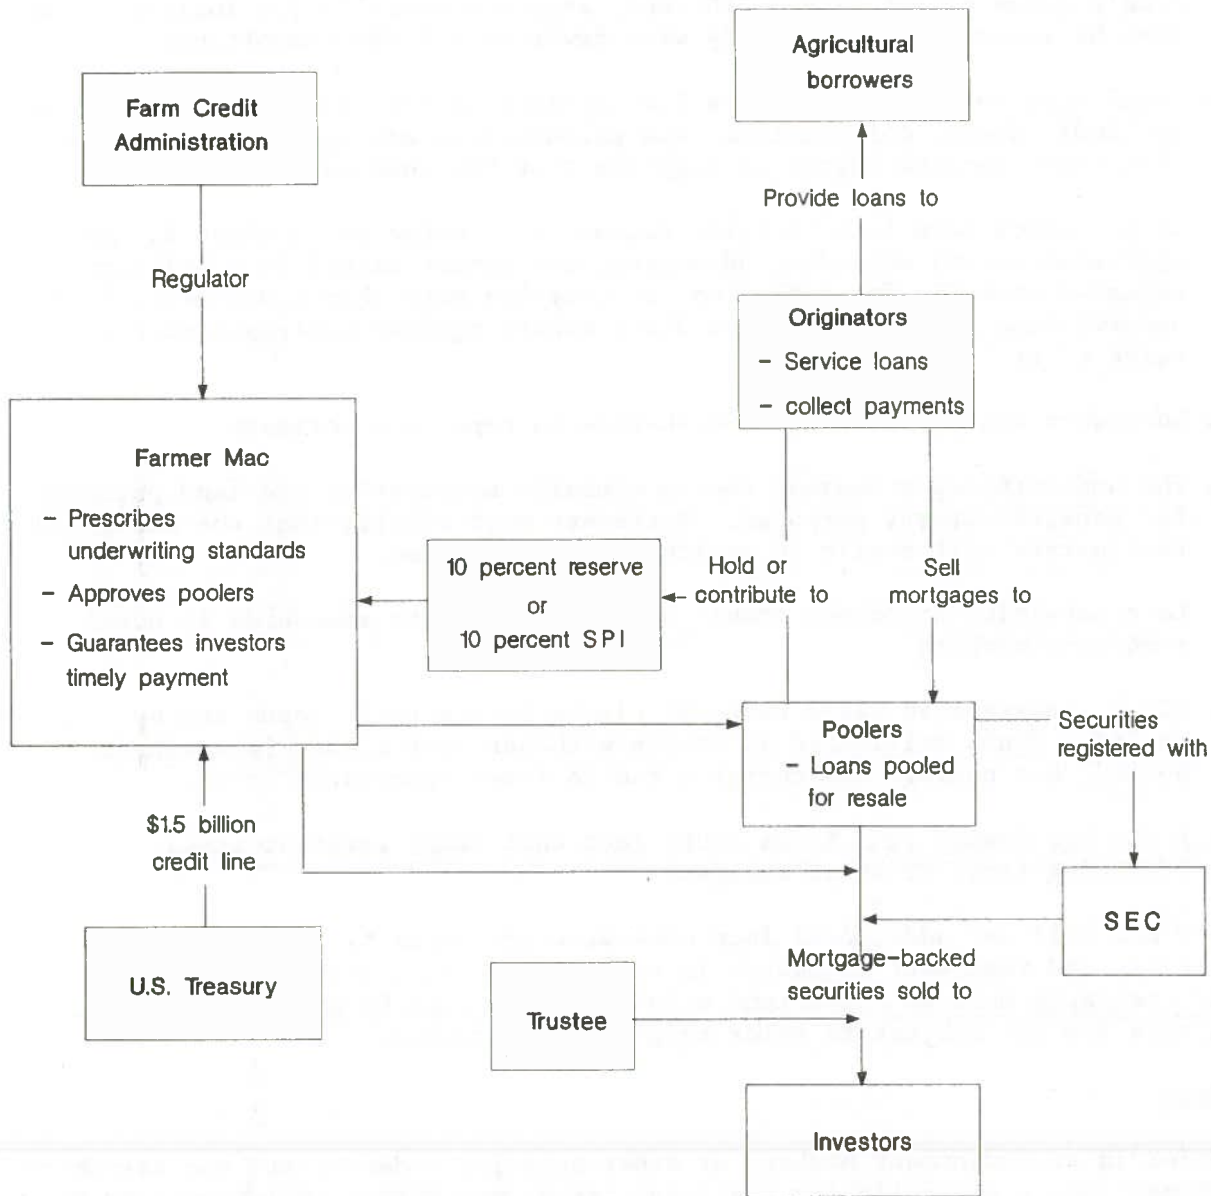 Agricultural
borrowers
Farm Credit
Administration
Provide loans to
Regulator
Originators
– Service loans
– collect payments
Farmer Mac
– Prescribes
underwriting standards
– Approves poolers
– Guarantees investors
timely payment
10 percent reserve
or
10 percent SPI
Hold or
contribute to
Sell
mortgages to
Poolers
– Loans pooled
for resale
Securities
registered with
$1.5 billion
credit line
SEC
U.S. Treasury
Mortgage-backed
securities sold to
Trustee
Investors